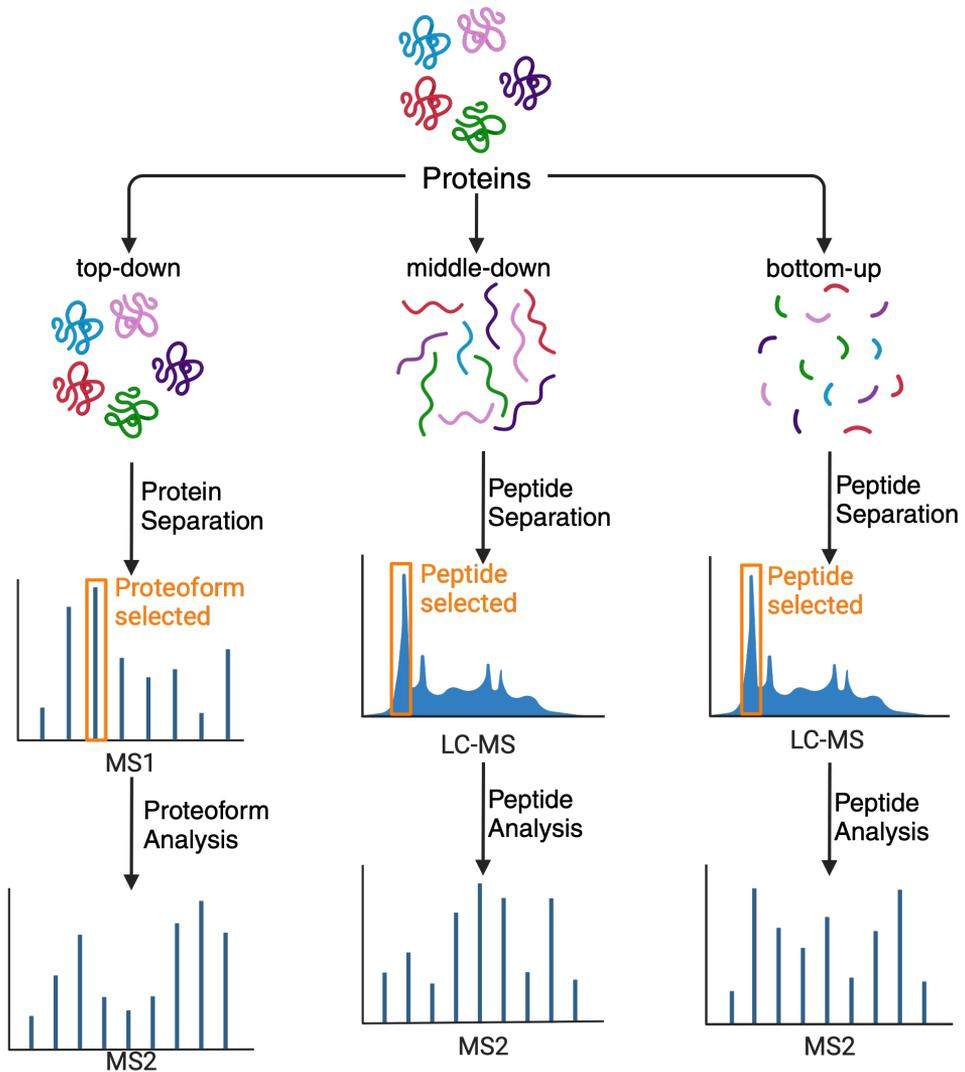 Proteins
top-down
middle-down
bottom-up
Protein
Separation
Peptide
Separation
Peptide
Separation
Proteoform
selected
Peptide
selected
Peptide
selected
MS1
LC-MS
LC-MS
Proteoform
Analysis
Peptide
Analysis
Peptide
Analysis
MS2
MS2
MS2